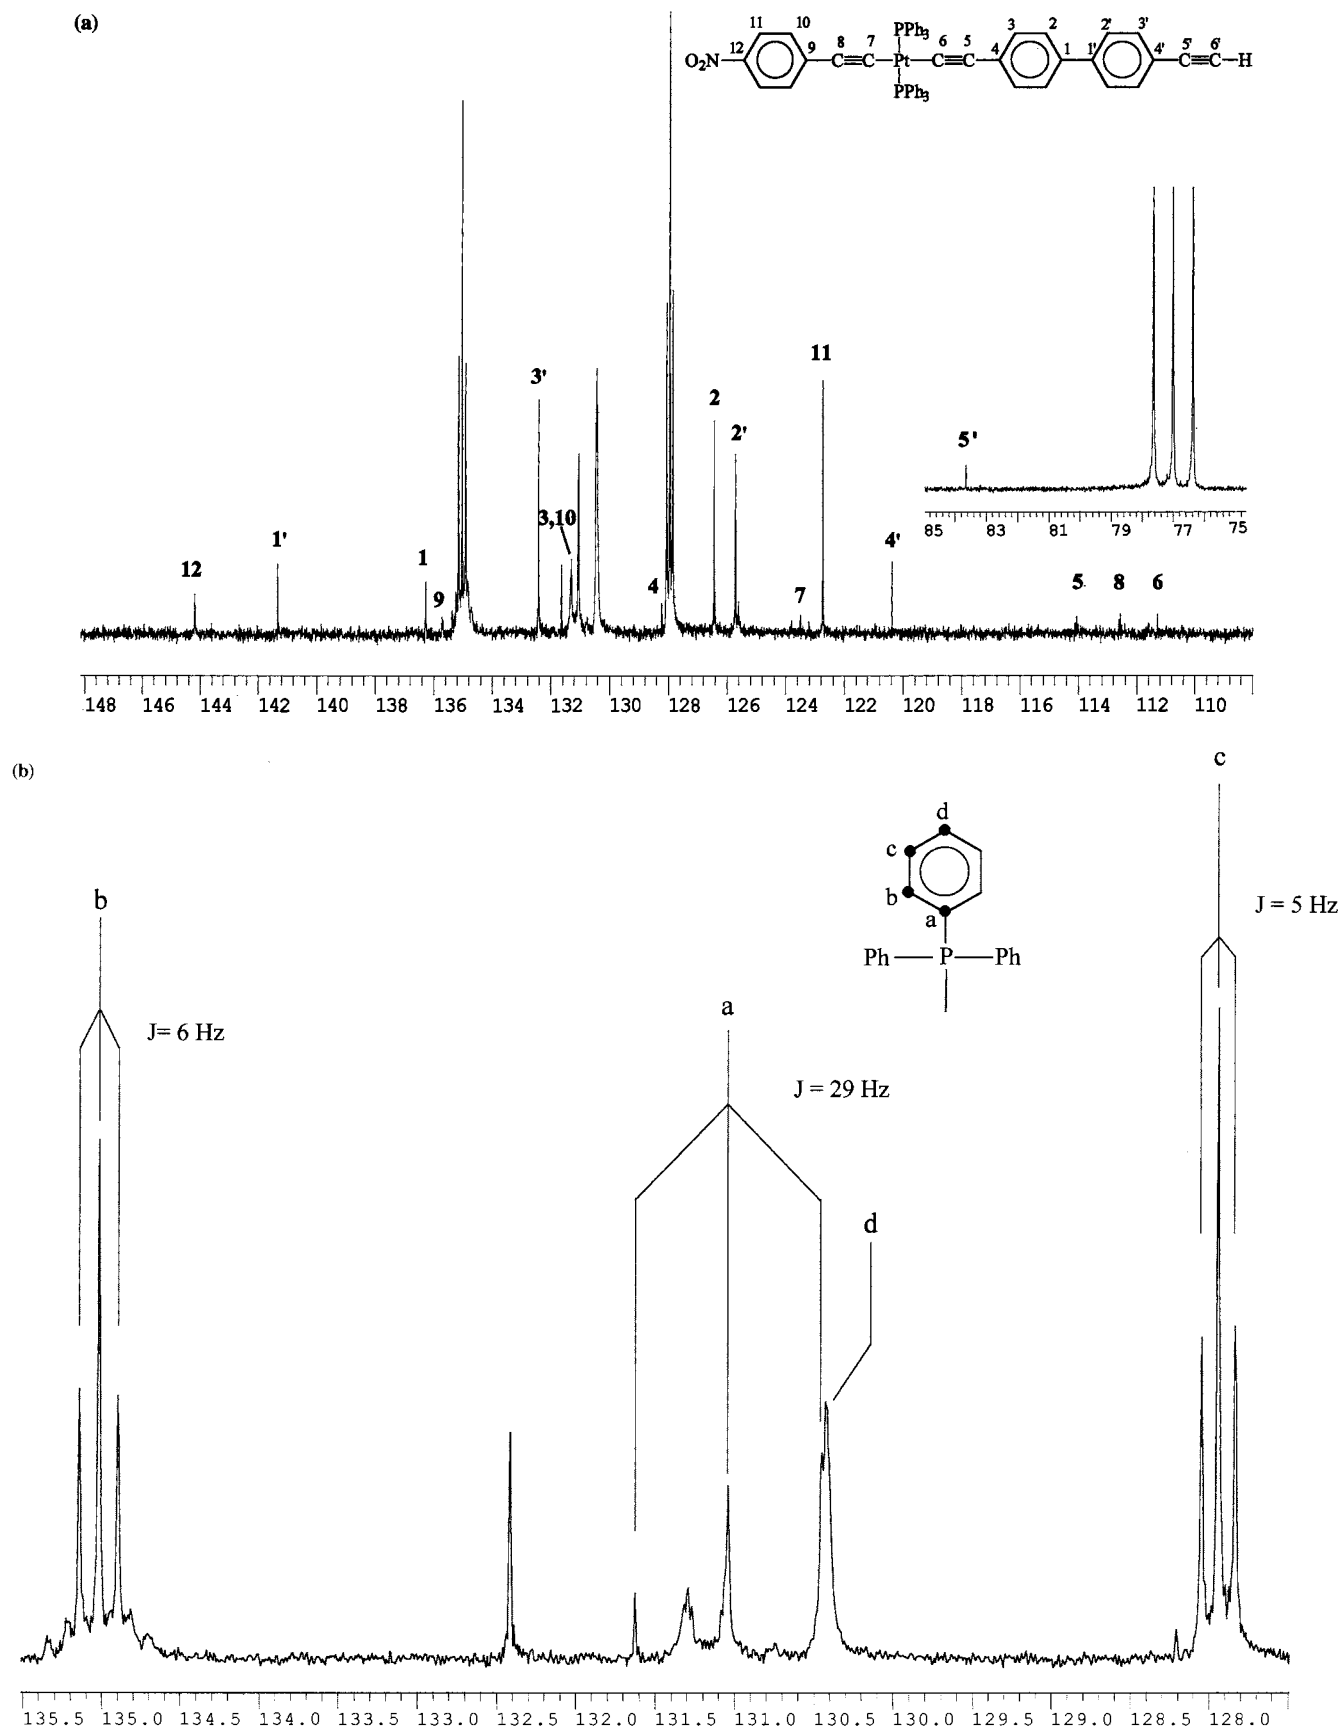 (a)
11 10 8 7 PPh3 6 5 3 2 2' 3' 5' 6'
O2N 12 9 C≡C Pt C≡C 4 1 1' 4' C≡C H
PPh3
11
3'
2
2'
5'
3,10
1'
12
1
9
4
7
4'
5 8 6
85 83 81 79 77 75
148 146 144 142 140 138 136 134 132 130 128 126 124 122 120 118 116 114 112 110
(b)
c
d
c
b
a
b
J = 5 Hz
Ph P Ph
a
J= 6 Hz
J = 29 Hz
d
135.5 135.0 134.5 134.0 133.5 133.0 132.5 132.0 131.5 131.0 130.5 130.0 129.5 129.0 128.5 128.0